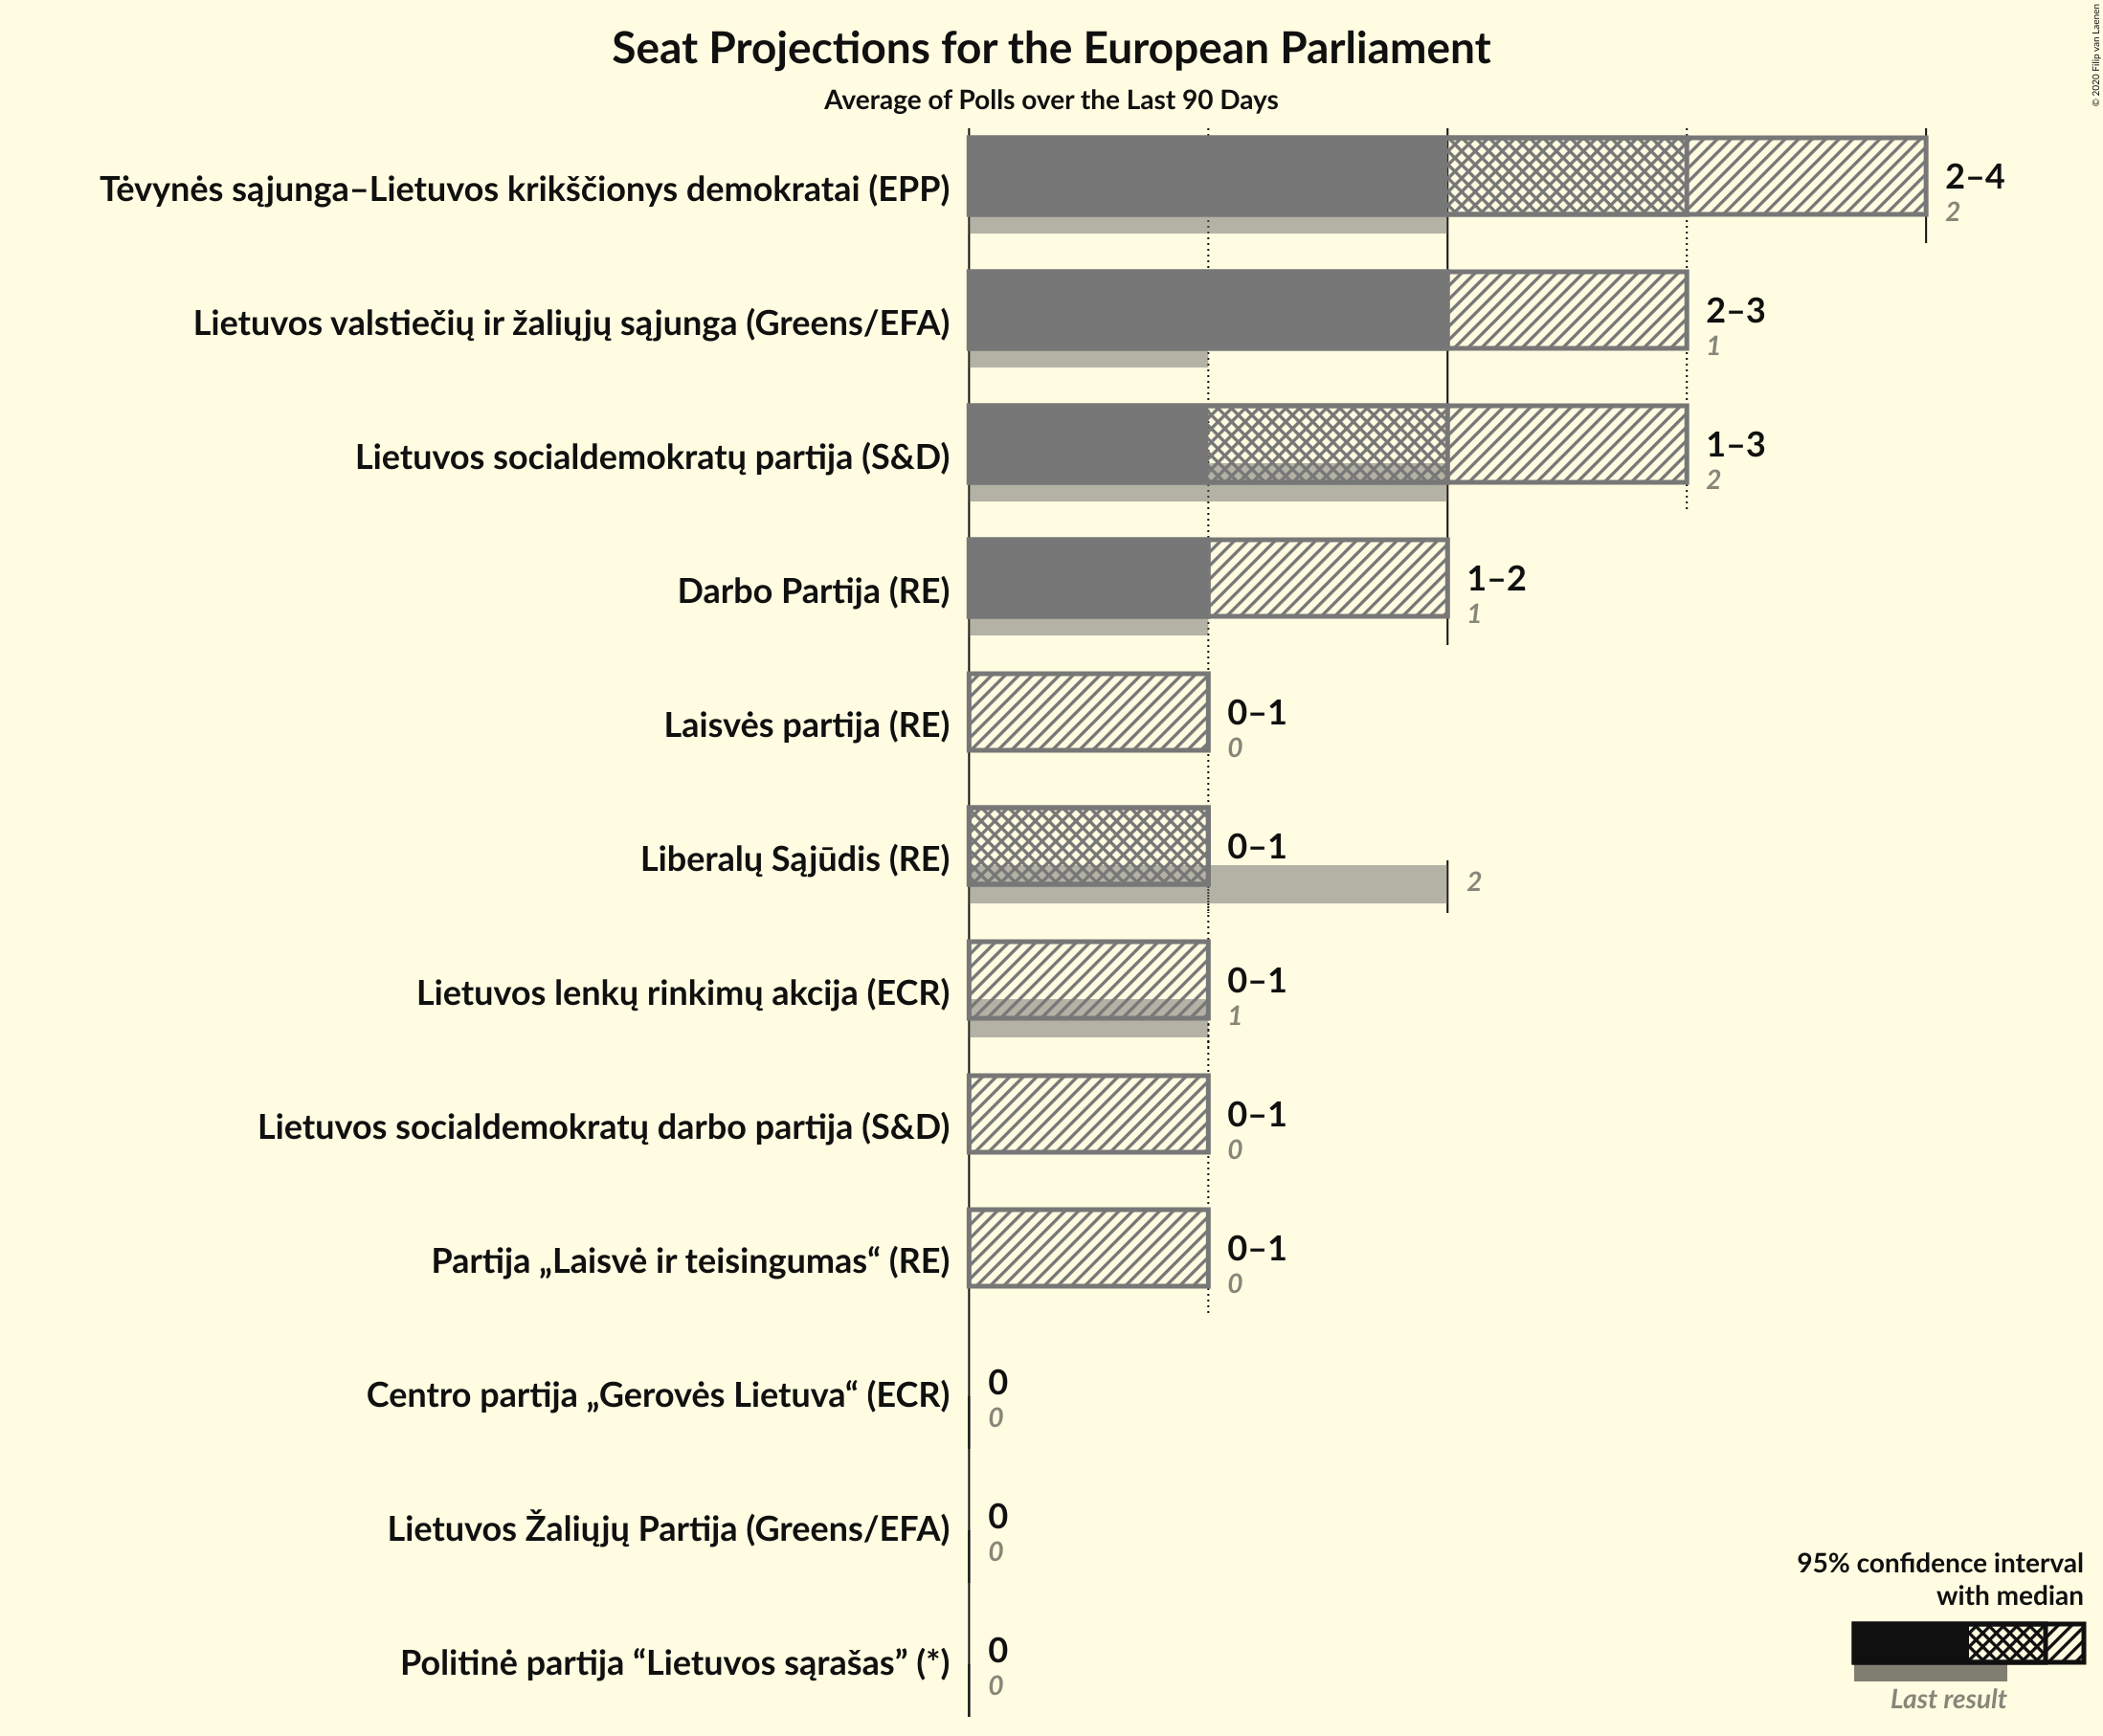 Seat Projections for the European Parliament
Average of Polls over the Last 90 Days
© 2020 Filip van Laenen
Tėvynės sąjunga–Lietuvos krikščionys demokratai (EPP)
2–4
2
Lietuvos valstiečių ir žaliųjų sąjunga (Greens/EFA)
2–3
1
Lietuvos socialdemokratų partija (S&D)
1–3
2
Darbo Partija (RE)
1–2
1
Laisvės partija (RE)
0–1
0
Liberalų Sąjūdis (RE)
0–1
2
Lietuvos lenkų rinkimų akcija (ECR)
0–1
1
Lietuvos socialdemokratų darbo partija (S&D)
0–1
0
Partija „Laisvė ir teisingumas“ (RE)
0–1
0
Centro partija „Gerovės Lietuva“ (ECR)
0
0
Lietuvos Žaliųjų Partija (Greens/EFA)
0
0
Politinė partija “Lietuvos sąrašas” (*)
0
0
95% confidence interval
with median
Last result